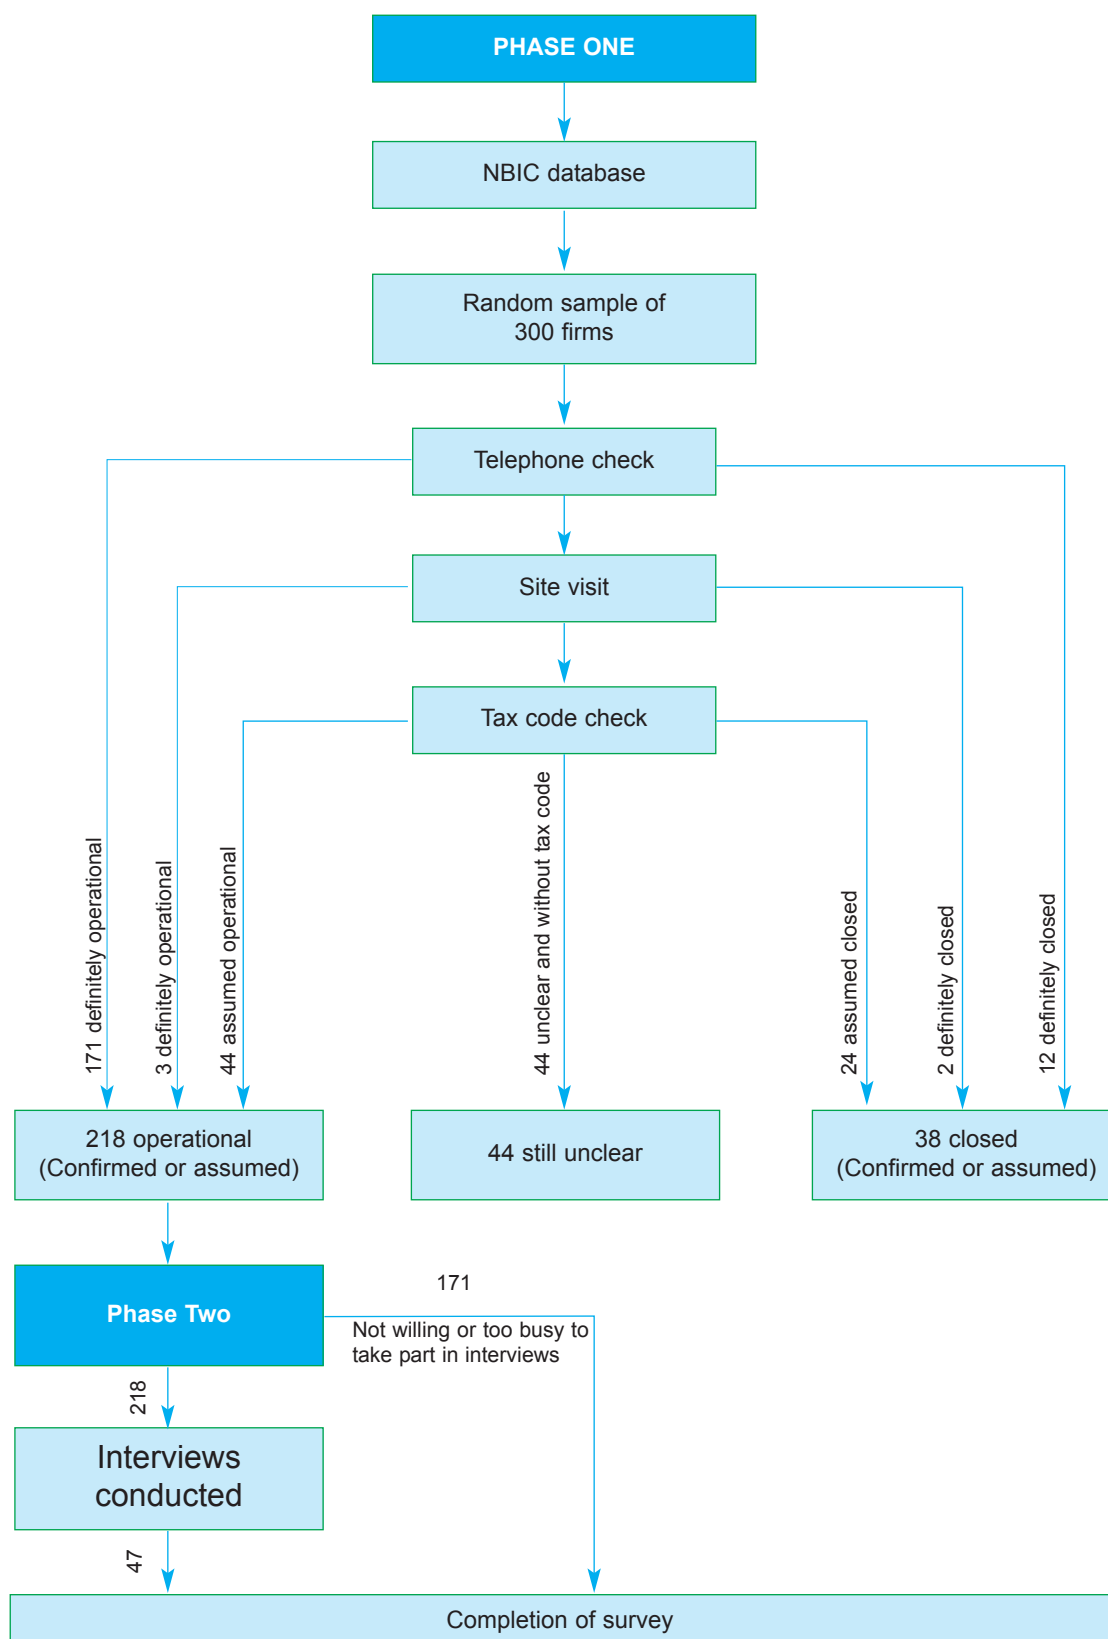 PHASE ONE
NBIC database
Random sample of
300 firms
Telephone check
Site visit
Tax code check
171 definitely operational
3 definitely operational
44 assumed operational
44 unclear and without tax code
24 assumed closed
2 definitely closed
12 definitely closed
218 operational
(Confirmed or assumed)
44 still unclear
38 closed
(Confirmed or assumed)
Phase Two
171
Not willing or too busy to
take part in interviews
218
Interviews
conducted
47
Completion of survey